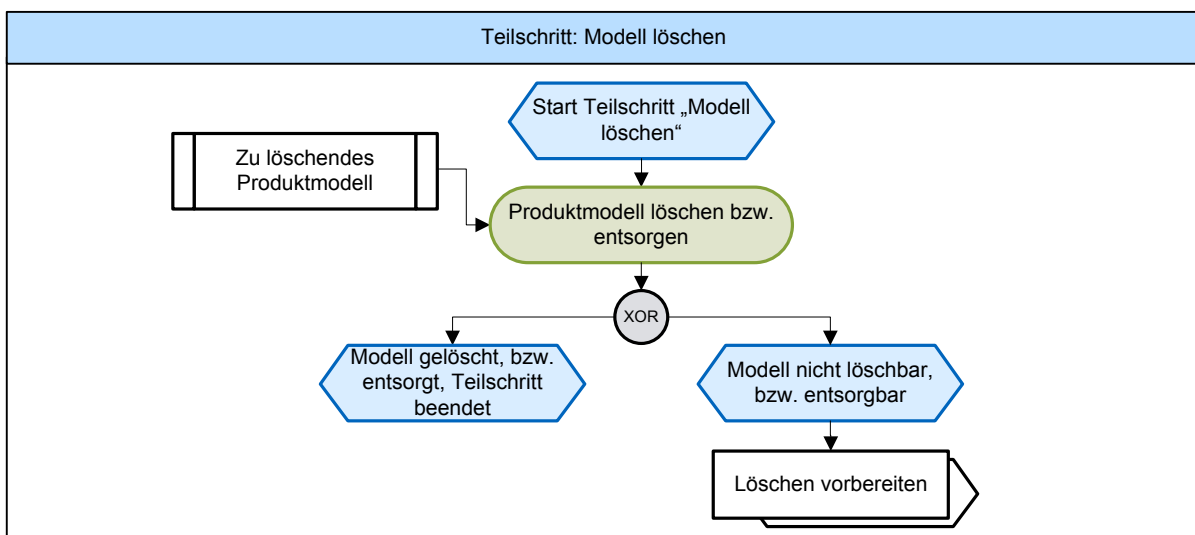 Teilschritt: Modell löschen
Start Teilschritt „Modell
löschen“
Zu löschendes
Produktmodell
Produktmodell löschen bzw.
entsorgen
XOR
Modell gelöscht, bzw.
entsorgt, Teilschritt
beendet
Modell nicht löschbar,
bzw. entsorgbar
Löschen vorbereiten